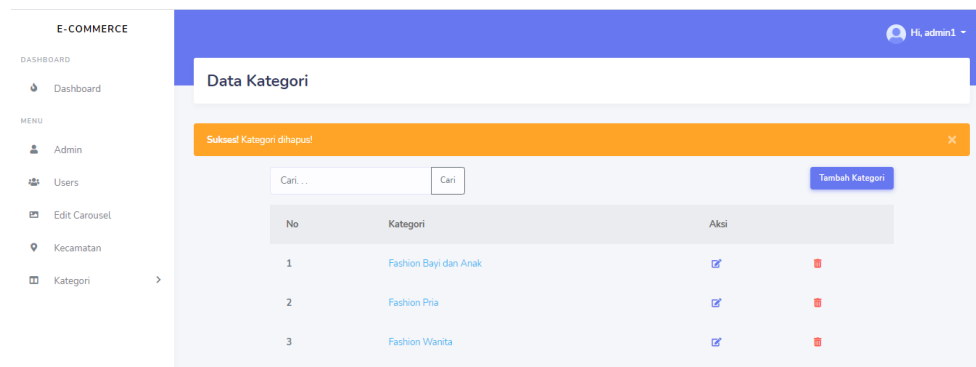 E-COMMERCE
Hi, admin1
DASHBOARD
Dashboard
MENU
Admin
Users
Edit Carousel
Kecamatan
Kategori
Data Kategori
Sukses! Kategori dihapus!
Cari. . .
Cari
Tambah Kategori
No Kategori Aksi
1 Fashion Bayi dan Anak
2 Fashion Pria
3 Fashion Wanita